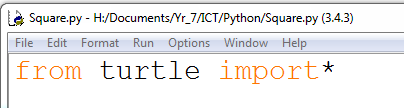 Square.py - H:/Documents/Yr_7/ICT/Python/Square.py (3.4.3)
File Edit Format Run Options Window Help
from turtle import*